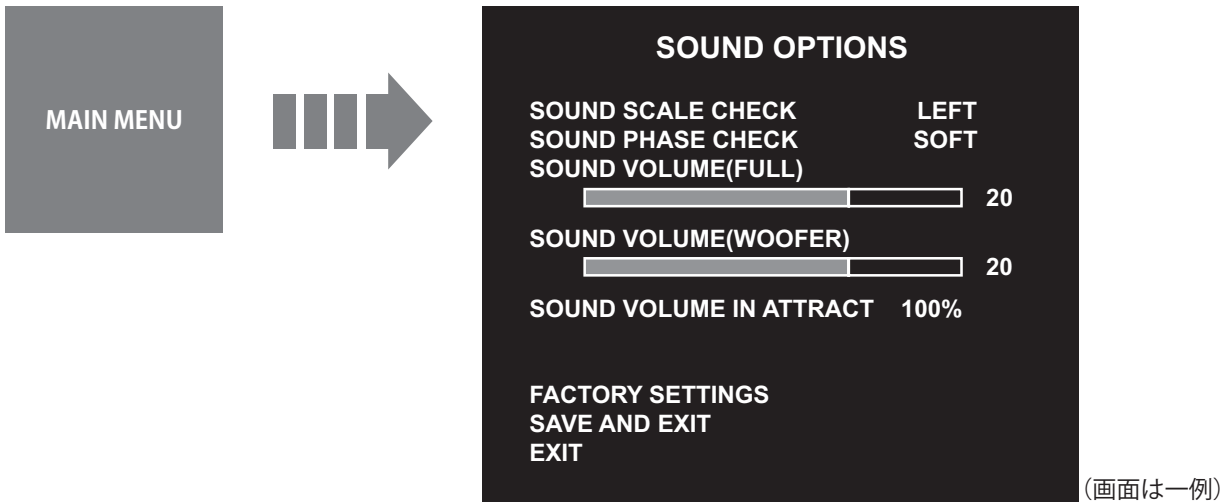 MAIN MENU
SOUND OPTIONS
SOUND SCALE CHECK LEFT
SOUND PHASE CHECK SOFT
SOUND VOLUME(FULL)
20
SOUND VOLUME(WOOFER)
20
SOUND VOLUME IN ATTRACT 100%
FACTORY SETTINGS
SAVE AND EXIT
EXIT
(画面は一例)